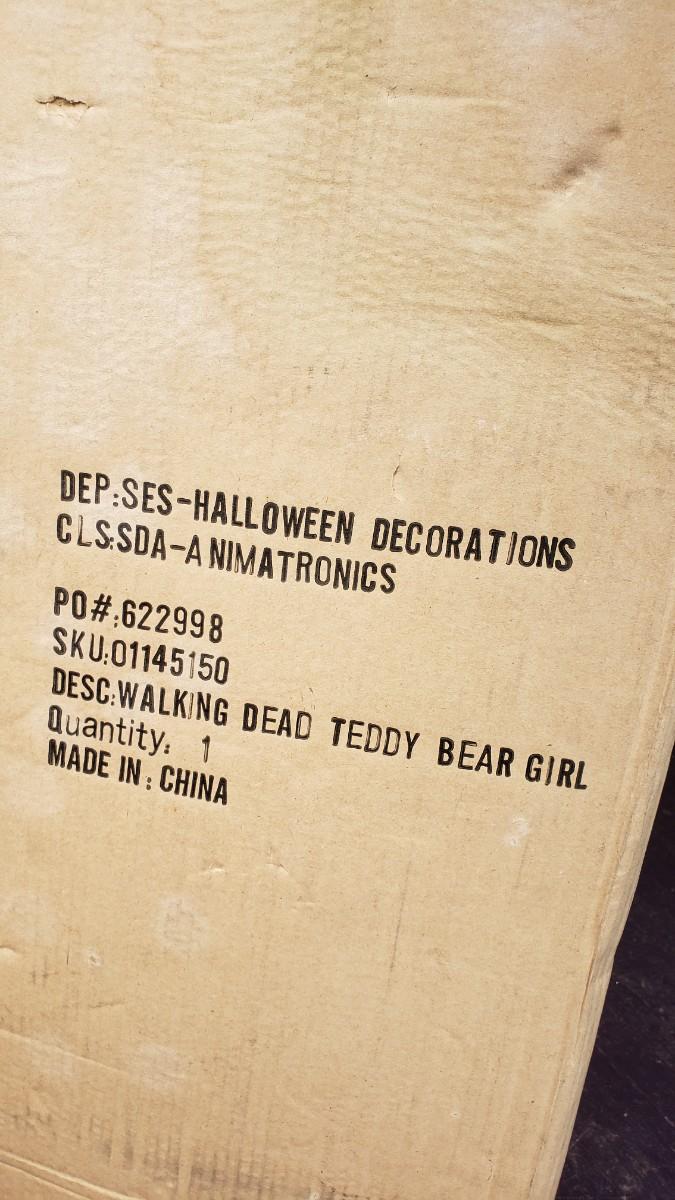 DEP:SES-HALLOWEEN DECORATIONS
CLS:SDA-ANIMATRONICS
PO#:622998
SKU:01145150
DESC:WALKING DEAD TEDDY BEAR GIRL
Quantity: 1
MADE IN: CHINA